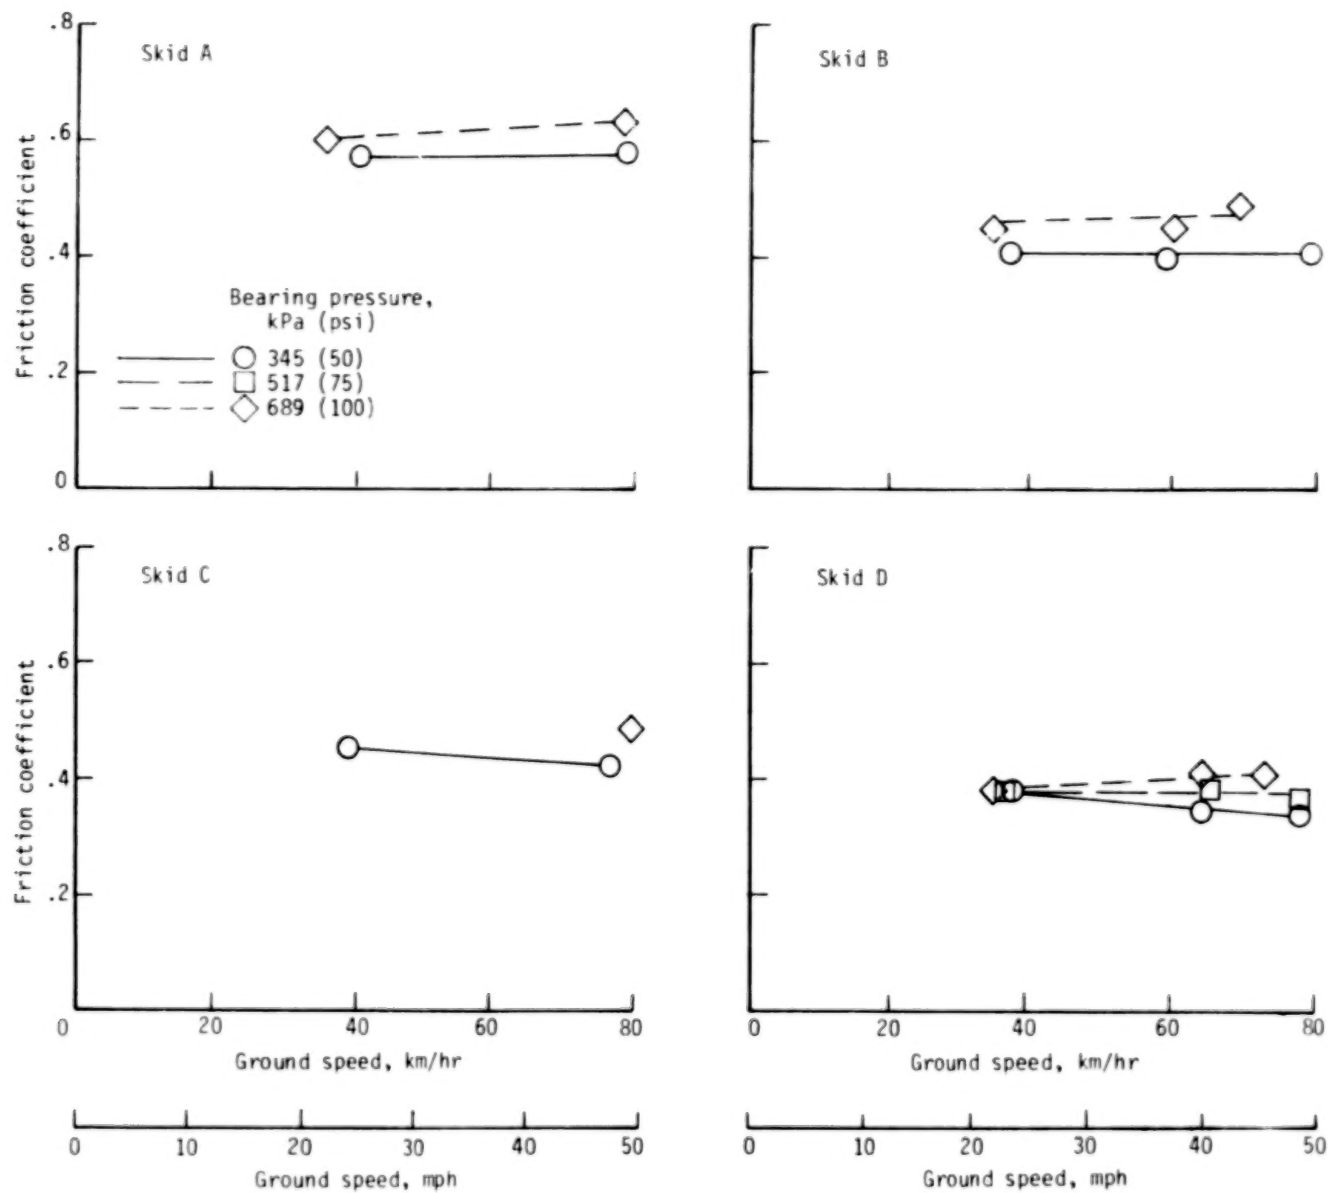 .8
Skid A
.6
.4
.2
0
Friction coefficient
Bearing pressure,
kPa (psi)
345 (50)
517 (75)
689 (100)
Skid B
.8
Skid C
.6
.4
.2
Friction coefficient
0 20 40 60 80
Ground speed, km/hr
0 10 20 30 40 50
Ground speed, mph
Skid D
0 20 40 60 80
Ground speed, km/hr
0 10 20 30 40 50
Ground speed, mph